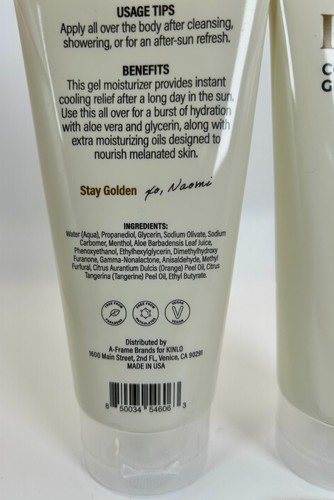 USAGE TIPS
Apply all over the body after cleansing,
showering, or for an after-sun refresh.
BENEFITS
This gel moisturizer provides instant
cooling relief after a long day in the sun.
Use this all over for a burst of hydration
with aloe vera and glycerin, along with
extra moisturizing oils designed to
nourish melanated skin.
Stay Golden xo, Naomi
INGREDIENTS:
Water (Aqua), Propanediol, Glycerin, Sodium Olivate, Sodium
Carbomer, Menthol, Aloe Barbadensis Leaf Juice,
Phenoxyethanol, Ethylhexylglycerin, Dimethylhydroxy
Furanone, Gamma-Nonalactone, Anisaldehyde, Methyl
Furfural, Citrus Aurantium Dulcis (Orange) Peel Oil, Citrus
Tangerina (Tangerine) Peel Oil, Ethyl Butyrate.
Distributed by
A-Frame Brands for KINLO
1600 Main Street, 2nd FL, Venice, CA 90291
MADE IN USA
8 50034 54606 3